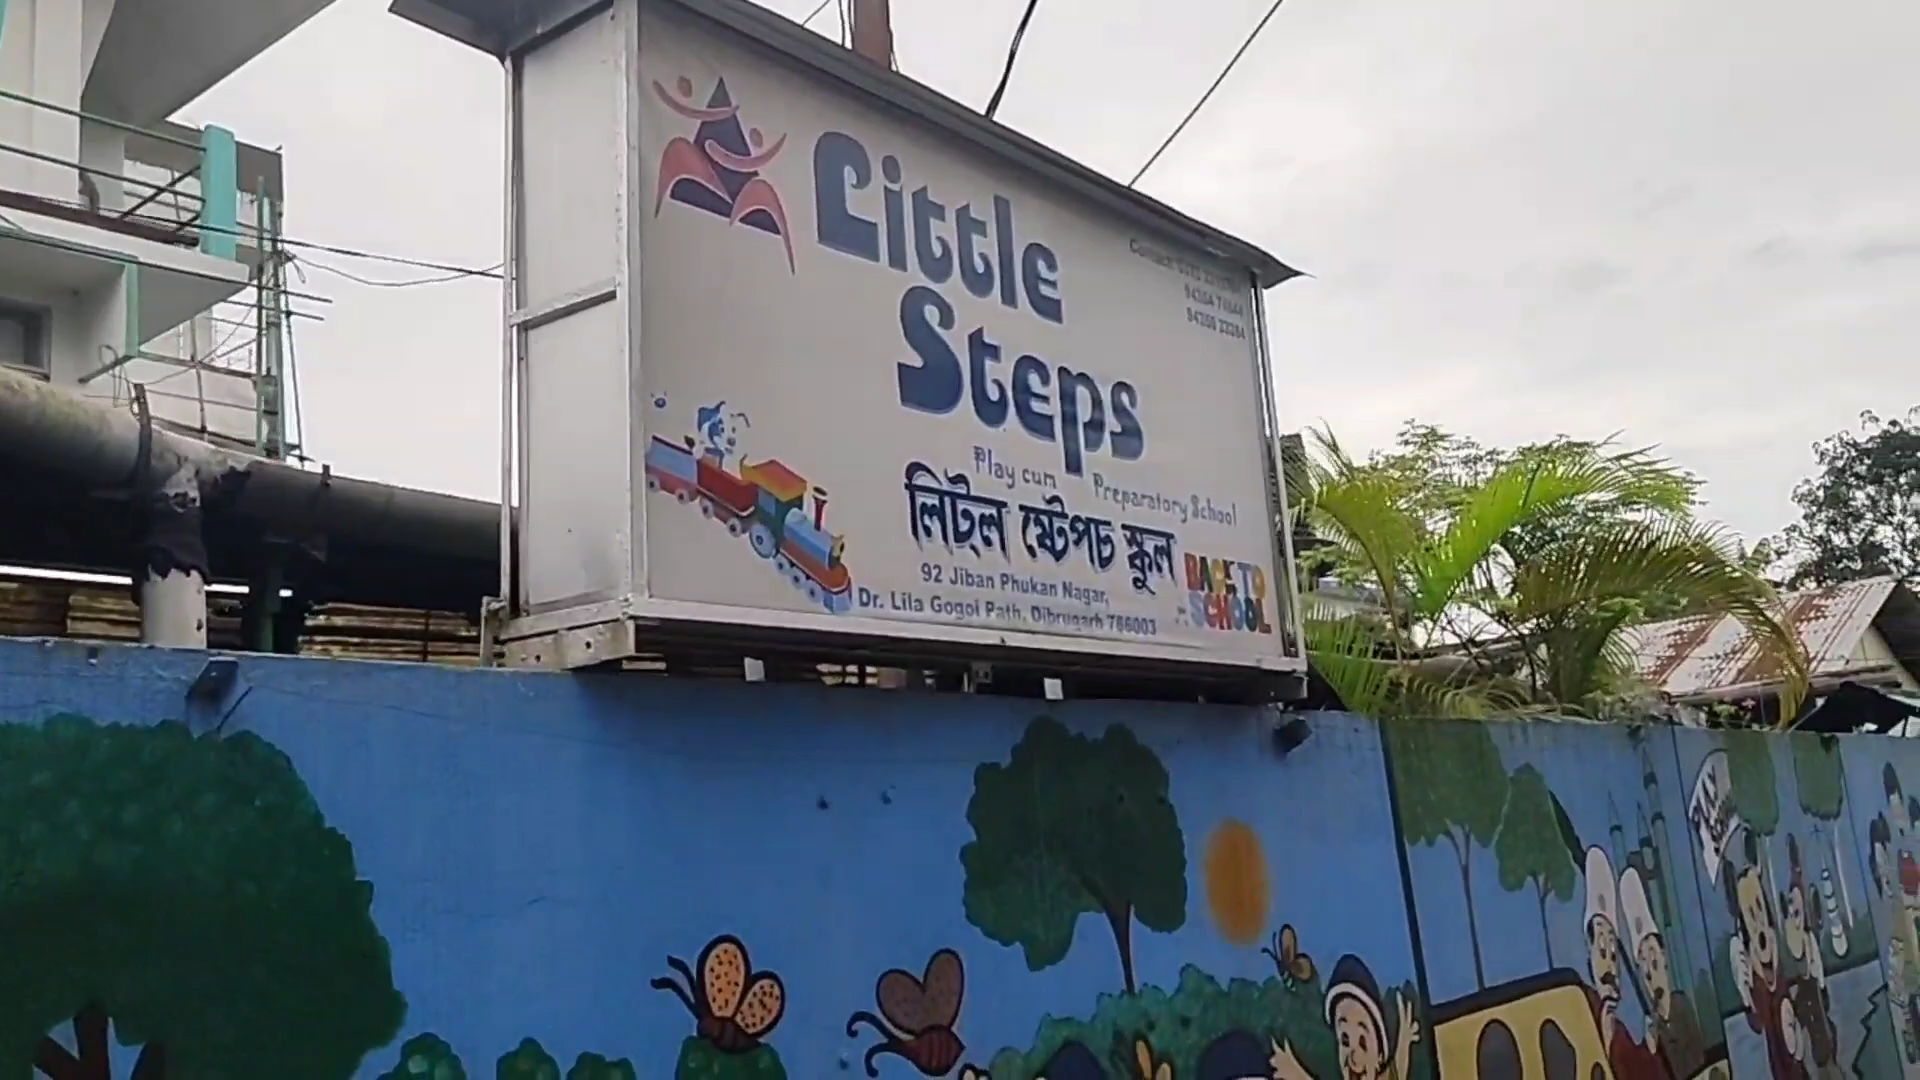 Little
Steps
Play cum Preparatory School
লিট্ল ষ্টেপচ স্কুল
92 Jiban Phukan Nagar,
Dr. Lila Gogoi Path, Dibrugarh 786003
BACK TO
SCHOOL
Contact